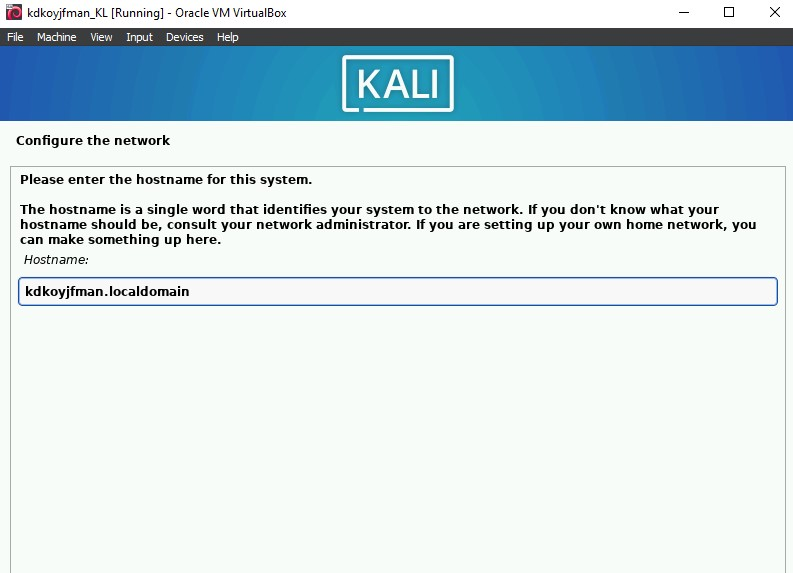 kdkoyjfman_KL [Running] - Oracle VM VirtualBox
File Machine View Input Devices Help
KALI
Configure the network
Please enter the hostname for this system.
The hostname is a single word that identifies your system to the network. If you don't know what your
hostname should be, consult your network administrator. If you are setting up your own home network, you
can make something up here.
Hostname:
kdkoyjfman.localdomain